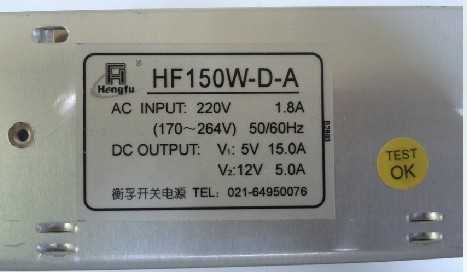 Hengfu
HF150W-D-A
AC INPUT: 220V 1.8A
(170～264V) 50/60Hz
DC OUTPUT: V₁: 5V 15.0A
V₂:12V 5.0A
衡孚开关电源 TEL: 021-64950076
TEST
OK